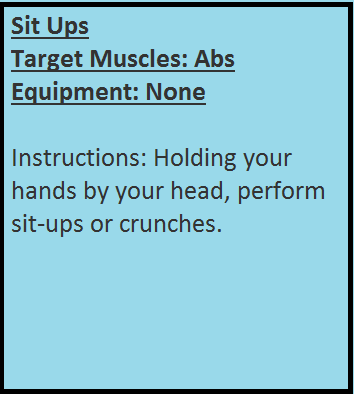 Sit Ups
Target Muscles: Abs
Equipment: None
Instructions: Holding your
hands by your head, perform
sit-ups or crunches.